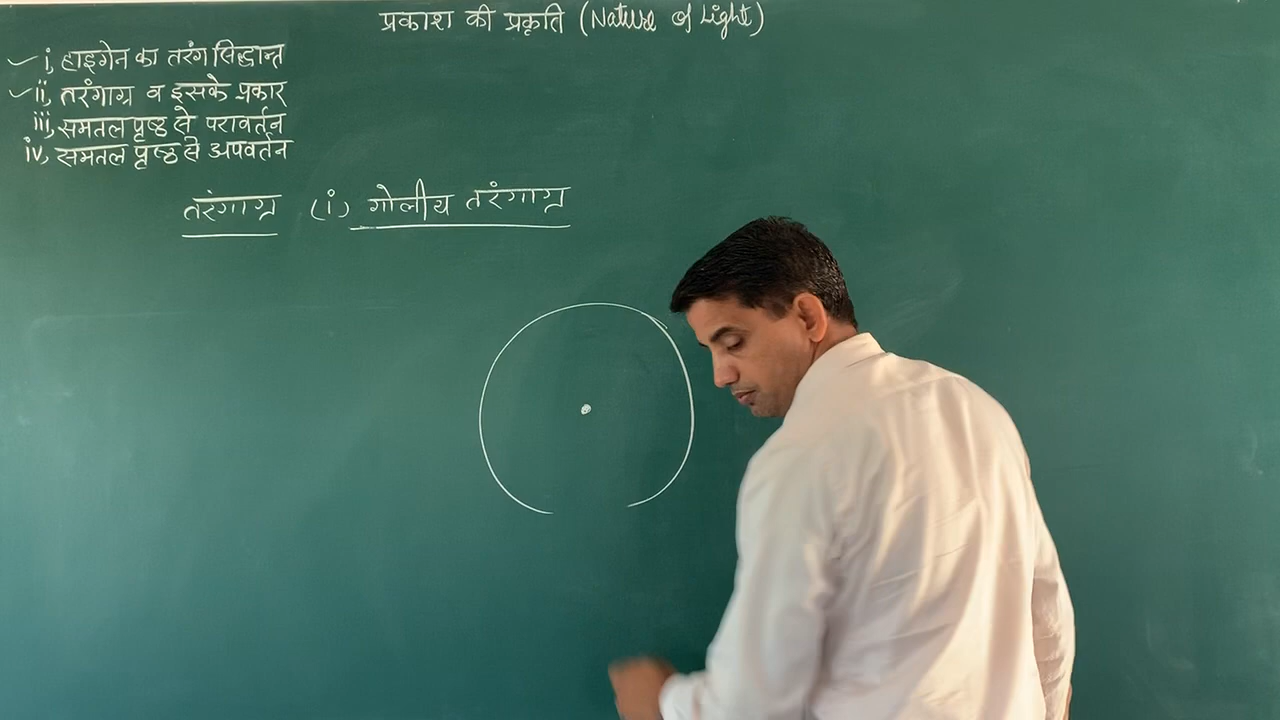 प्रकाश की प्रकृति (Nature of Light)
i, हाइगेन का तरंग सिद्धान्त
ii, तरंगाग्र व इसके प्रकार
iii, समतल पृष्ठ से परावर्तन
iv, समतल पृष्ठ से अपवर्तन
तरंगाग्र (i) गोलीय तरंगाग्र